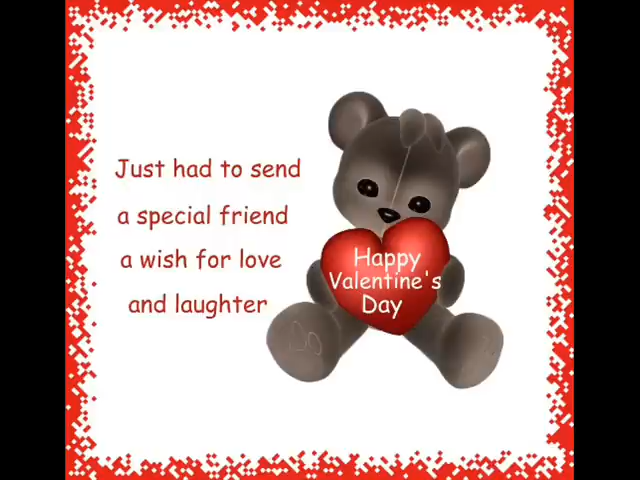 Just had to send
a special friend
a wish for love
and laughter
Happy
Valentine's
Day